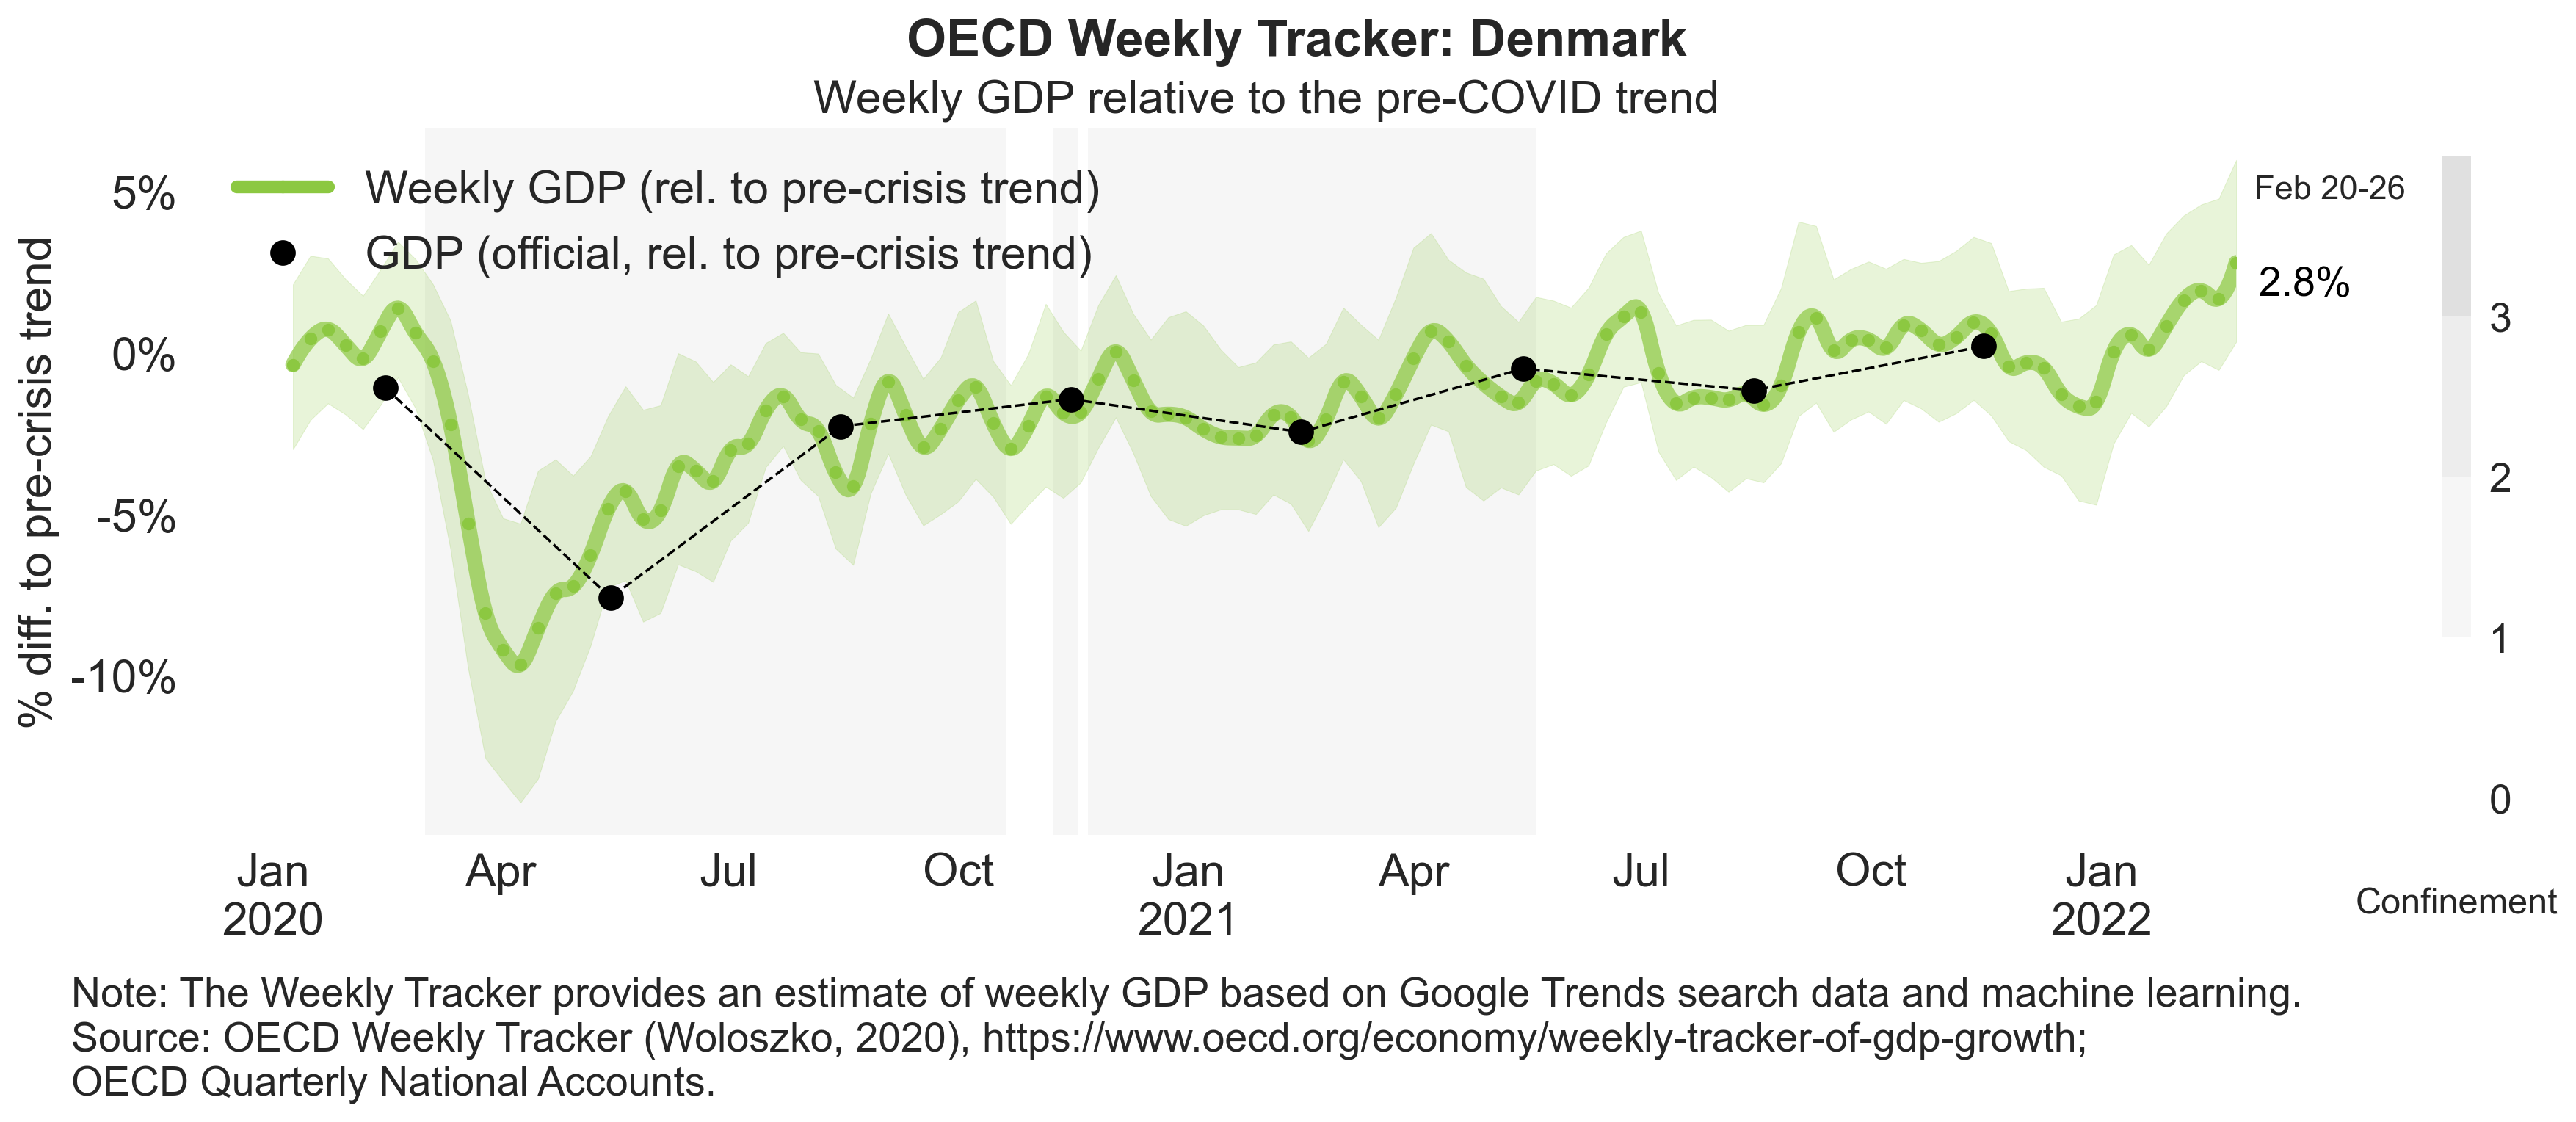 OECD Weekly Tracker: Denmark
Weekly GDP relative to the pre-COVID trend
% diff. to pre-crisis trend
5%
0%
-5%
-10%
Weekly GDP (rel. to pre-crisis trend)
GDP (official, rel. to pre-crisis trend)
Feb 20-26
2.8%
3
2
1
0
Confinement
Jan Apr Jul Oct Jan Apr Jul Oct Jan
2020 2021 2022
Note: The Weekly Tracker provides an estimate of weekly GDP based on Google Trends search data and machine learning.
Source: OECD Weekly Tracker (Woloszko, 2020), https://www.oecd.org/economy/weekly-tracker-of-gdp-growth;
OECD Quarterly National Accounts.